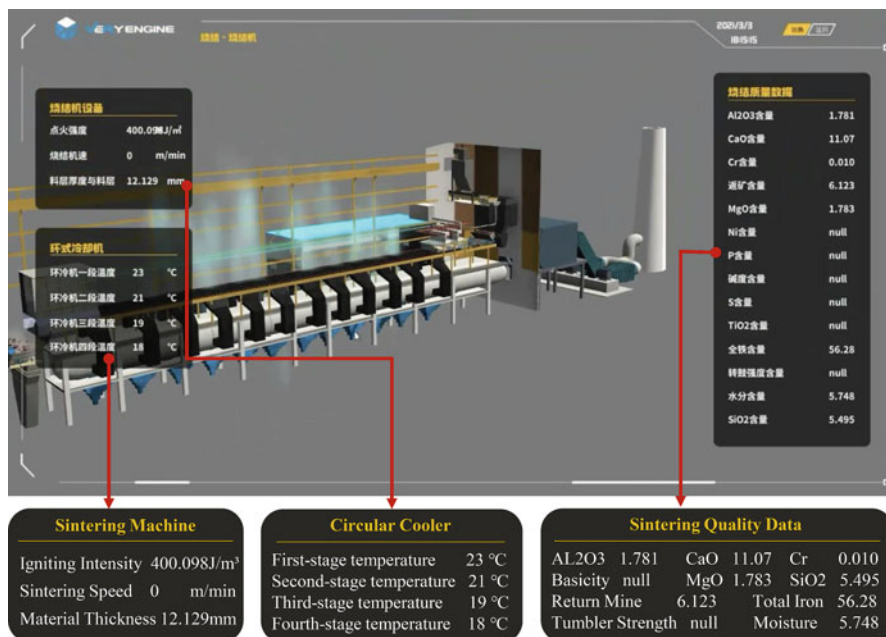 VERYENGINE
烧结 - 烧结机
2021/3/3
18:15:15
烧结机设备
点火强度 400.098MJ/㎡
烧结机速 0 m/min
料层厚度与料层 12.129 mm
环式冷却机
环冷机一段温度 23 ℃
环冷机二段温度 21 ℃
环冷机三段温度 19 ℃
环冷机四段温度 18 ℃
烧结质量数据
Al2O3含量 1.781
CaO含量 11.07
Cr含量 0.010
返矿含量 6.123
MgO含量 1.783
Ni含量 null
P含量 null
碱度含量 null
S含量 null
TiO2含量 null
全铁含量 56.28
转鼓强度含量 null
水分含量 5.748
SiO2含量 5.495
Sintering Machine
Igniting Intensity 400.098J/m³
Sintering Speed 0 m/min
Material Thickness 12.129mm
Circular Cooler
First-stage temperature 23 ℃
Second-stage temperature 21 ℃
Third-stage temperature 19 ℃
Fourth-stage temperature 18 ℃
Sintering Quality Data
AL2O3 1.781 CaO 11.07 Cr 0.010
Basicity null MgO 1.783 SiO2 5.495
Return Mine 6.123 Total Iron 56.28
Tumbler Strength null Moisture 5.748